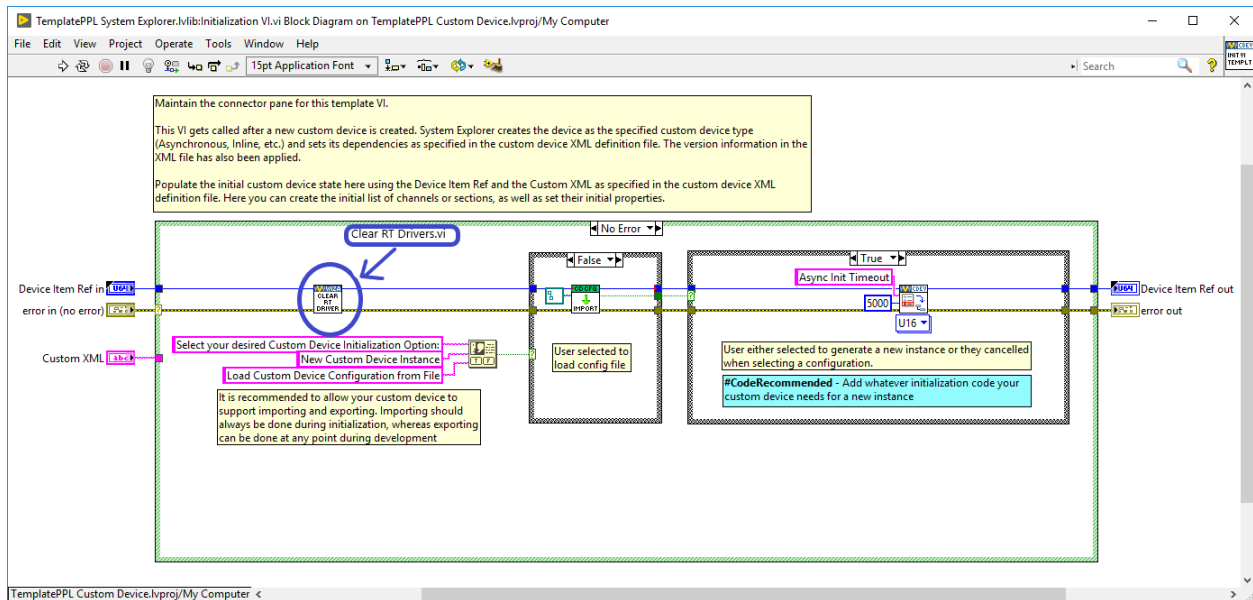 TemplatePPL System Explorer.lvlib:Initialization VI.vi Block Diagram on TemplatePPL Custom Device.lvproj/My Computer
File Edit View Project Operate Tools Window Help
15pt Application Font
Search
INIT VI
TEMPLT
Maintain the connector pane for this template VI.
This VI gets called after a new custom device is created. System Explorer creates the device as the specified custom device type
(Asynchronous, Inline, etc.) and sets its dependencies as specified in the custom device XML definition file. The version information in the
XML file has also been applied.
Populate the initial custom device state here using the Device Item Ref and the Custom XML as specified in the custom device XML
definition file. Here you can create the initial list of channels or sections, as well as set their initial properties.
No Error
Clear RT Drivers.vi
False
True
Async Init Timeout
Device Item Ref in
U64
CLEAR
RT
DRIVER
IMPORT
5000
CDEV
U64
Device Item Ref out
error in (no error)
error out
U16
Custom XML
abc
Select your desired Custom Device Initialization Option:
New Custom Device Instance
Load Custom Device Configuration from File
T F
User selected to
load config file
User either selected to generate a new instance or they cancelled
when selecting a configuration.
#CodeRecommended - Add whatever initialization code your
custom device needs for a new instance
It is recommended to allow your custom device to
support importing and exporting. Importing should
always be done during initialization, whereas exporting
can be done at any point during development
TemplatePPL Custom Device.lvproj/My Computer